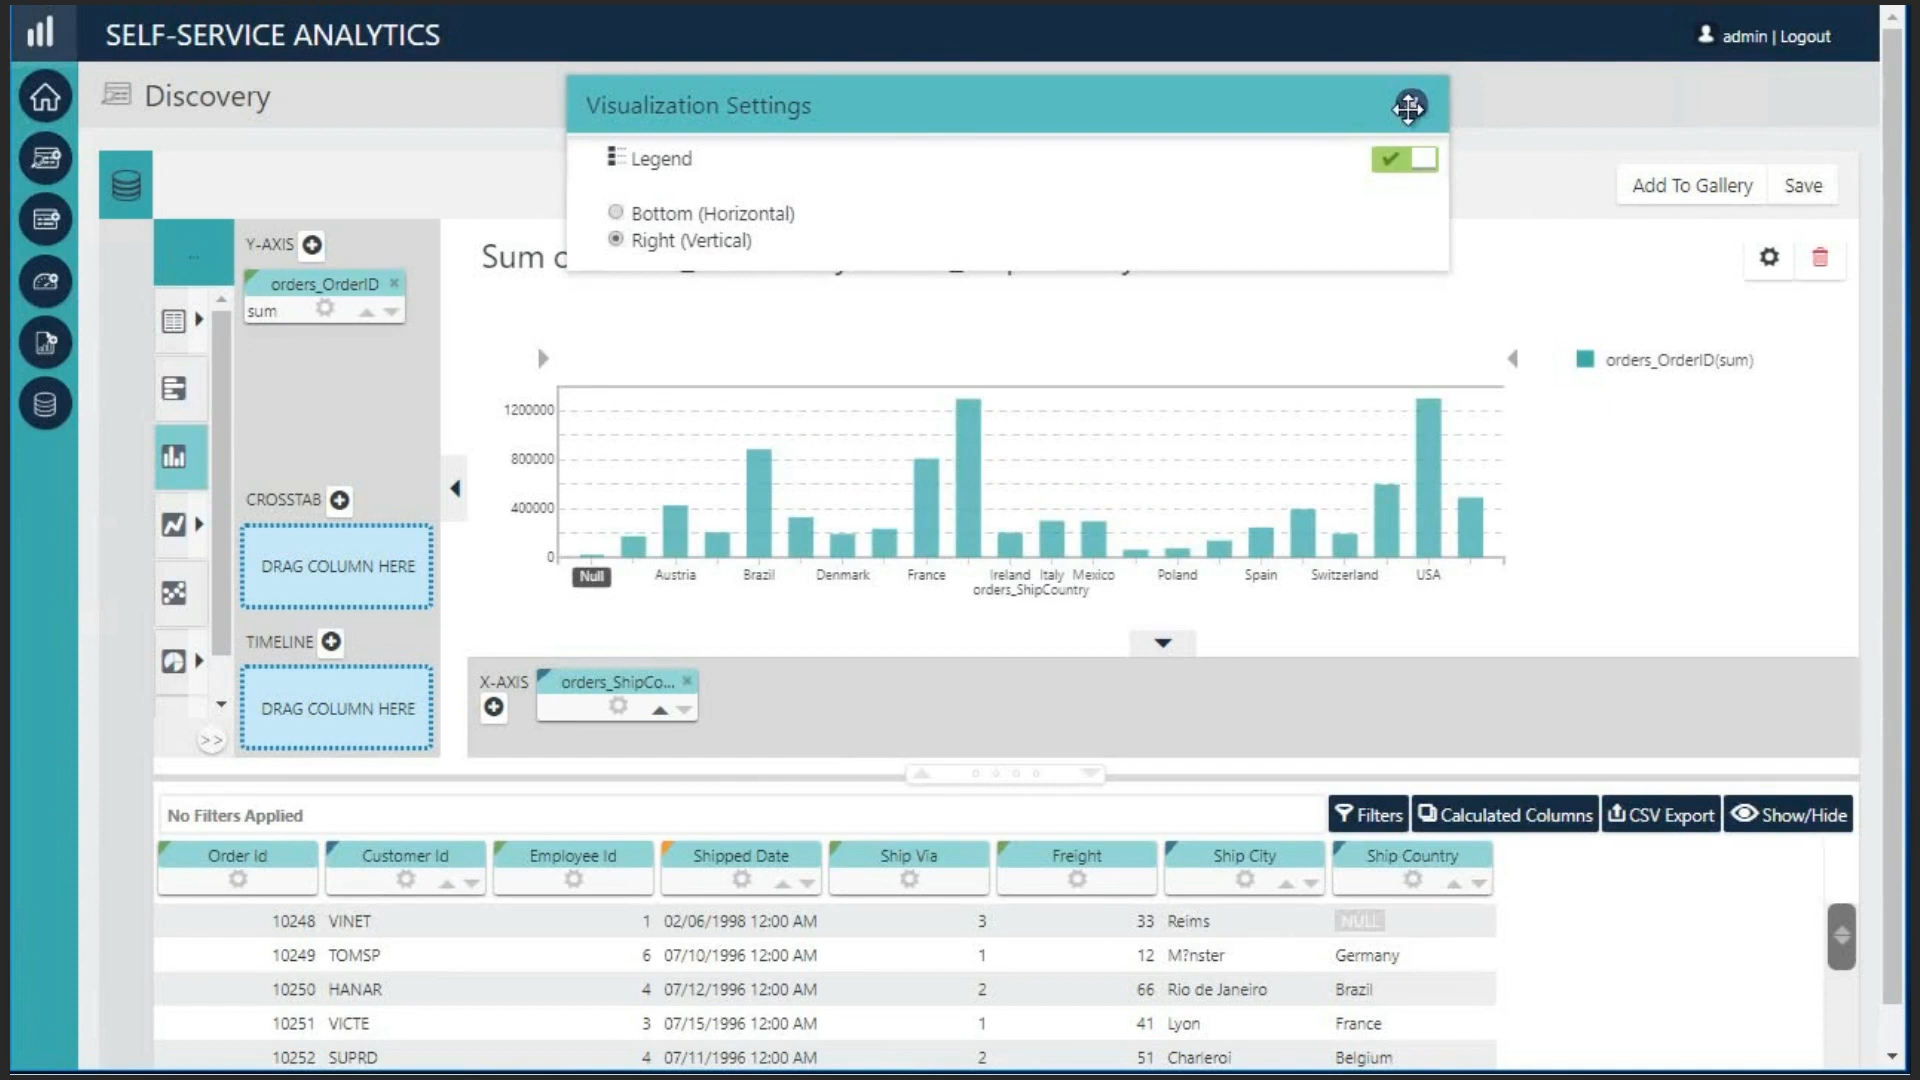 SELF-SERVICE ANALYTICS
admin | Logout
Discovery
Visualization Settings
Legend
Bottom (Horizontal)
Right (Vertical)
Add To Gallery
Save
Y-AXIS
orders_OrderID
sum
Sum
orders_OrderID(sum)
1200000
800000
400000
0
Null Austria Brazil Denmark France Ireland Italy Mexico Poland Spain Switzerland USA
orders_ShipCountry
CROSSTAB
DRAG COLUMN HERE
TIMELINE
DRAG COLUMN HERE
>>
X-AXIS
orders_ShipCo...
No Filters Applied
Filters
Calculated Columns
CSV Export
Show/Hide
Order Id Customer Id Employee Id Shipped Date Ship Via Freight Ship City Ship Country
10248 VINET 1 02/06/1998 12:00 AM 3 33 Reims NULL
10249 TOMSP 6 07/10/1996 12:00 AM 1 12 M?nster Germany
10250 HANAR 4 07/12/1996 12:00 AM 2 66 Rio de Janeiro Brazil
10251 VICTE 3 07/15/1996 12:00 AM 1 41 Lyon France
10252 SUPRD 4 07/11/1996 12:00 AM 2 51 Charleroi Belgium